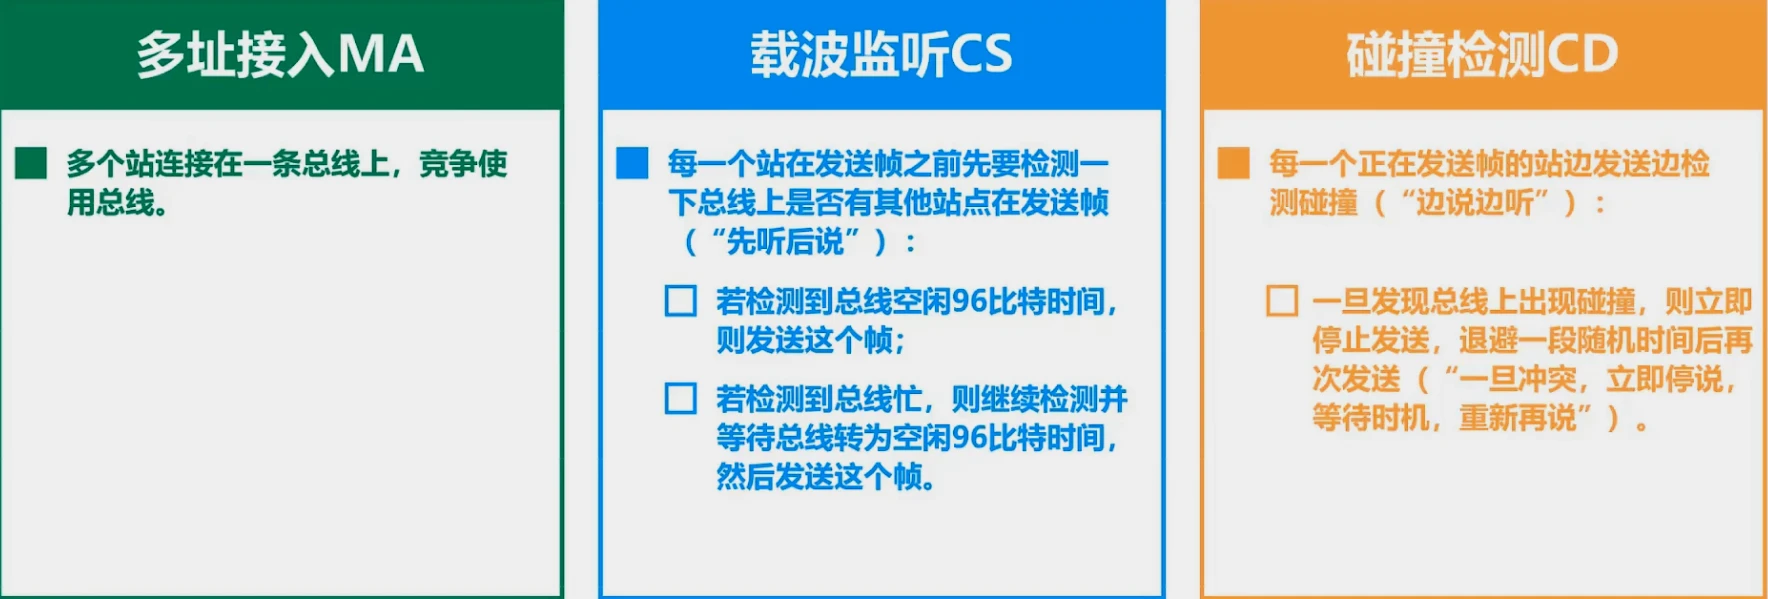 多址接入MA
多个站连接在一条总线上，竞争使
用总线。
载波监听CS
每一个站在发送帧之前先要检测一
下总线上是否有其他站点在发送帧
（“先听后说”）：
若检测到总线空闲96比特时间，
则发送这个帧；
若检测到总线忙，则继续检测并
等待总线转为空闲96比特时间，
然后发送这个帧。
碰撞检测CD
每一个正在发送帧的站边发送边检
测碰撞（“边说边听”）：
一旦发现总线上出现碰撞，则立即
停止发送，退避一段随机时间后再
次发送（“一旦冲突，立即停说，
等待时机，重新再说”）。